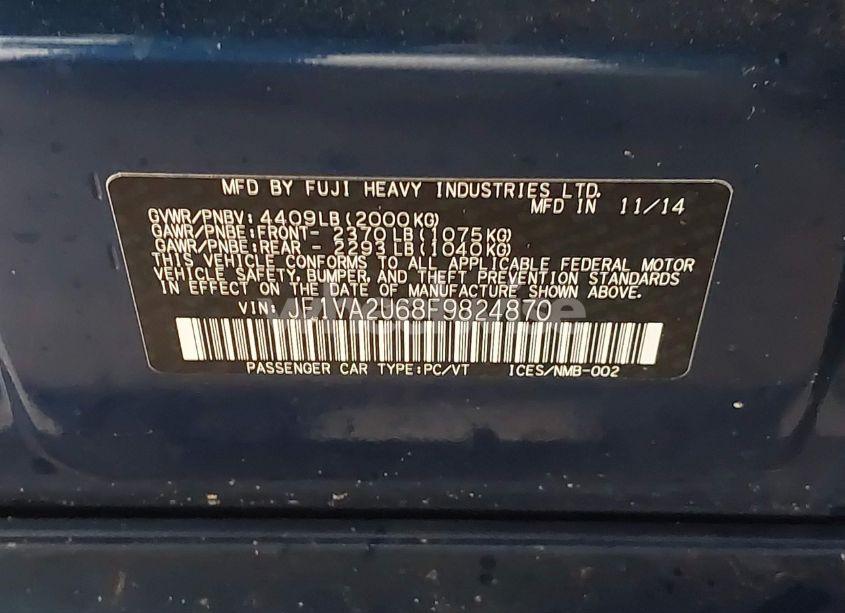 MFD BY FUJI HEAVY INDUSTRIES LTD.
MFD IN 11/14
GVWR/PNBV: 4409LB(2000KG)
GAWR/PNBE:FRONT- 2370LB(1075KG)
GAWR/PNBE:REAR - 2293LB(1040KG)
THIS VEHICLE CONFORMS TO ALL APPLICABLE FEDERAL MOTOR
VEHICLE SAFETY, BUMPER, AND THEFT PREVENTION STANDARDS
IN EFFECT ON THE DATE OF MANUFACTURE SHOWN ABOVE.
VIN: JF1VA2U68F9824870
PASSENGER CAR TYPE:PC/VT ICES/NMB-002